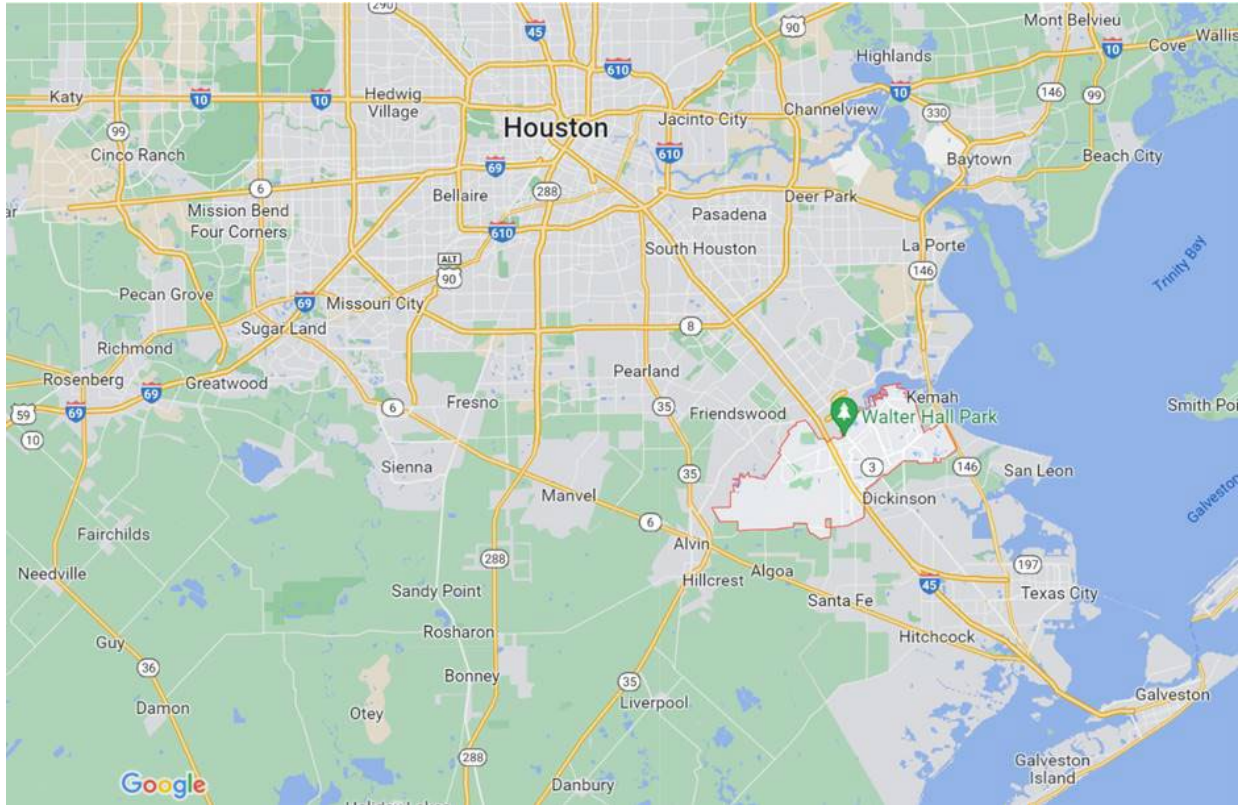 290
45
90
Mont Belvieu
10
Cove
Wallis
Highlands
610
146
99
Katy
10
10
Hedwig
Village
10
Channelview
330
Jacinto City
Houston
99
Cinco Ranch
610
Baytown
Beach City
69
6
288
Bellaire
Deer Park
Mission Bend
Four Corners
ar
Pasadena
610
South Houston
La Porte
ALT
90
146
Trinity Bay
Pecan Grove
69
Missouri City
Sugar Land
8
Richmond
Rosenberg
69
Greatwood
Pearland
59
69
10
6
Fresno
35
Friendswood
Kemah
Walter Hall Park
Smith Poi
Sienna
35
3
146
San Leon
Manvel
Dickinson
Galveston
6
Fairchilds
Alvin
288
Needville
Hillcrest
Algoa
197
45
Sandy Point
Santa Fe
Texas City
Rosharon
Hitchcock
Guy
36
Bonney
35
Liverpool
Galveston
Damon
Otey
288
Galveston
Island
Google
Danbury